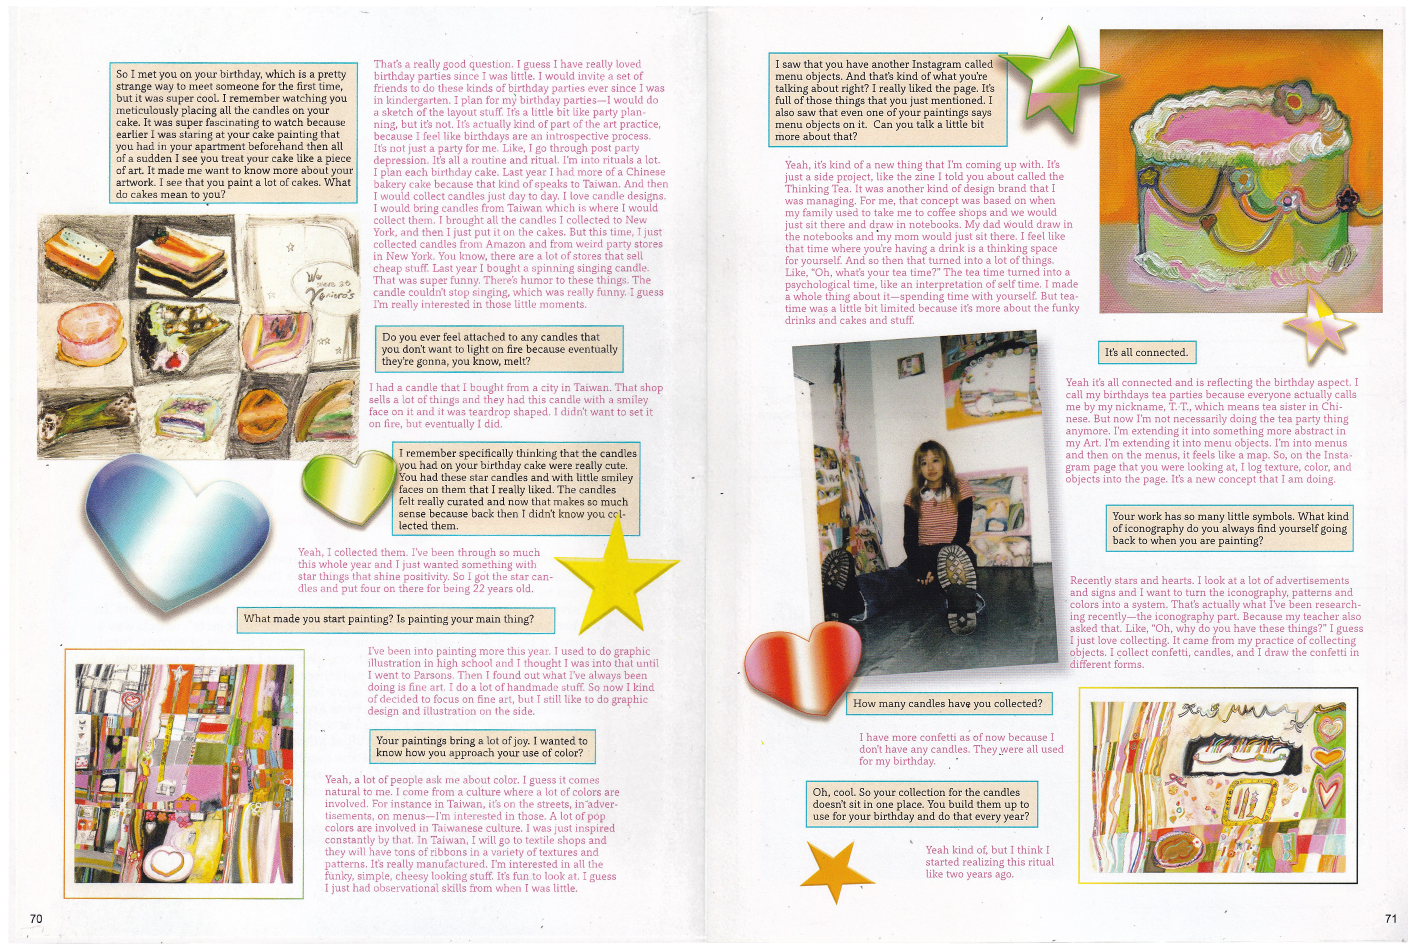 So I met you on your birthday, which is a pretty
strange way to meet someone for the first time,
but it was super cool. I remember watching you
meticulously placing all the candles on your
cake. It was super fascinating to watch because
earlier I was staring at your cake painting that
you had in your apartment beforehand then all
of a sudden I see you treat your cake like a piece
of art. It made me want to know more about your
artwork. I see that you paint a lot of cakes. What
do cakes mean to you?
That's a really good question. I guess I have really loved
birthday parties since I was little. I would invite a set of
friends to do these kinds of birthday parties ever since I was
in kindergarten. I plan for my birthday parties—I would do
a sketch of the layout stuff. It's a little bit like party plan-
ning, but it's not. It's actually kind of part of the art practice,
because I feel like birthdays are an introspective process.
It's not just a party for me. Like, I go through post party
depression. It's all a routine and ritual. I'm into rituals a lot.
I plan each birthday cake. Last year I had more of a Chinese
bakery cake because that kind of speaks to Taiwan. And then
I would collect candles just day to day. I love candle designs.
I would bring candles from Taiwan which is where I would
collect them. I brought all the candles I collected to New
York, and then I just put it on the cakes. But this time, I just
collected candles from Amazon and from weird party stores
in New York. You know, there are a lot of stores that sell
cheap stuff. Last year I bought a spinning singing candle.
That was super funny. There's humor to these things. The
candle couldn't stop singing, which was really funny. I guess
I'm really interested in those little moments.
We
were at
Veniero's
Do you ever feel attached to any candles that
you don't want to light on fire because eventually
they're gonna, you know, melt?
I had a candle that I bought from a city in Taiwan. That shop
sells a lot of things and they had this candle with a smiley
face on it and it was teardrop shaped. I didn't want to set it
on fire, but eventually I did.
I remember specifically thinking that the candles
you had on your birthday cake were really cute.
You had these star candles and with little smiley
faces on them that I really liked. The candles
felt really curated and now that makes so much
sense because back then I didn't know you col-
lected them.
Yeah, I collected them. I've been through so much
this whole year and I just wanted something with
star things that shine positivity. So I got the star can-
dles and put four on there for being 22 years old.
What made you start painting? Is painting your main thing?
I've been into painting more this year. I used to do graphic
illustration in high school and I thought I was into that until
I went to Parsons. Then I found out what I've always been
doing is fine art. I do a lot of handmade stuff. So now I kind
of decided to focus on fine art, but I still like to do graphic
design and illustration on the side.
Your paintings bring a lot of joy. I wanted to
know how you approach your use of color?
Yeah, a lot of people ask me about color. I guess it comes
natural to me. I come from a culture where a lot of colors are
involved. For instance in Taiwan, it's on the streets, in adver-
tisements, on menus—I'm interested in those. A lot of pop
colors are involved in Taiwanese culture. I was just inspired
constantly by that. In Taiwan, I will go to textile shops and
they will have tons of ribbons in a variety of textures and
patterns. It's really manufactured. I'm interested in all the
funky, simple, cheesy looking stuff. It's fun to look at. I guess
I just had observational skills from when I was little.
70
I saw that you have another Instagram called
menu objects. And that's kind of what you're
talking about right? I really liked the page. It's
full of those things that you just mentioned. I
also saw that even one of your paintings says
menu objects on it. Can you talk a little bit
more about that?
Yeah, it's kind of a new thing that I'm coming up with. It's
just a side project, like the zine I told you about called the
Thinking Tea. It was another kind of design brand that I
was managing. For me, that concept was based on when
my family used to take me to coffee shops and we would
just sit there and draw in notebooks. My dad would draw in
the notebooks and my mom would just sit there. I feel like
that time where you're having a drink is a thinking space
for yourself. And so then that turned into a lot of things.
Like, "Oh, what's your tea time?" The tea time turned into a
psychological time, like an interpretation of self time. I made
a whole thing about it—spending time with yourself. But tea-
time was a little bit limited because it's more about the funky
drinks and cakes and stuff.
It's all connected.
Yeah it's all connected and is reflecting the birthday aspect. I
call my birthdays tea parties because everyone actually calls
me by my nickname, T. T., which means tea sister in Chi-
nese. But now I'm not necessarily doing the tea party thing
anymore. I'm extending it into something more abstract in
my Art. I'm extending it into menu objects. I'm into menus
and then on the menus, it feels like a map. So, on the Insta-
gram page that you were looking at, I log texture, color, and
objects into the page. It's a new concept that I am doing.
Your work has so many little symbols. What kind
of iconography do you always find yourself going
back to when you are painting?
Recently stars and hearts. I look at a lot of advertisements
and signs and I want to turn the iconography, patterns and
colors into a system. That's actually what I've been research-
ing recently—the iconography part. Because my teacher also
asked that. Like, "Oh, why do you have these things?" I guess
I just love collecting. It came from my practice of collecting
objects. I collect confetti, candles, and I draw the confetti in
different forms.
How many candles have you collected?
I have more confetti as of now because I
don't have any candles. They were all used
for my birthday.
Oh, cool. So your collection for the candles
doesn't sit in one place. You build them up to
use for your birthday and do that every year?
Yeah kind of, but I think I
started realizing this ritual
like two years ago.
71